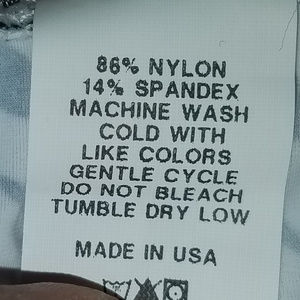 86% NYLON
14% SPANDEX
MACHINE WASH
COLD WITH
LIKE COLORS
GENTLE CYCLE
DO NOT BLEACH
TUMBLE DRY LOW
MADE IN USA